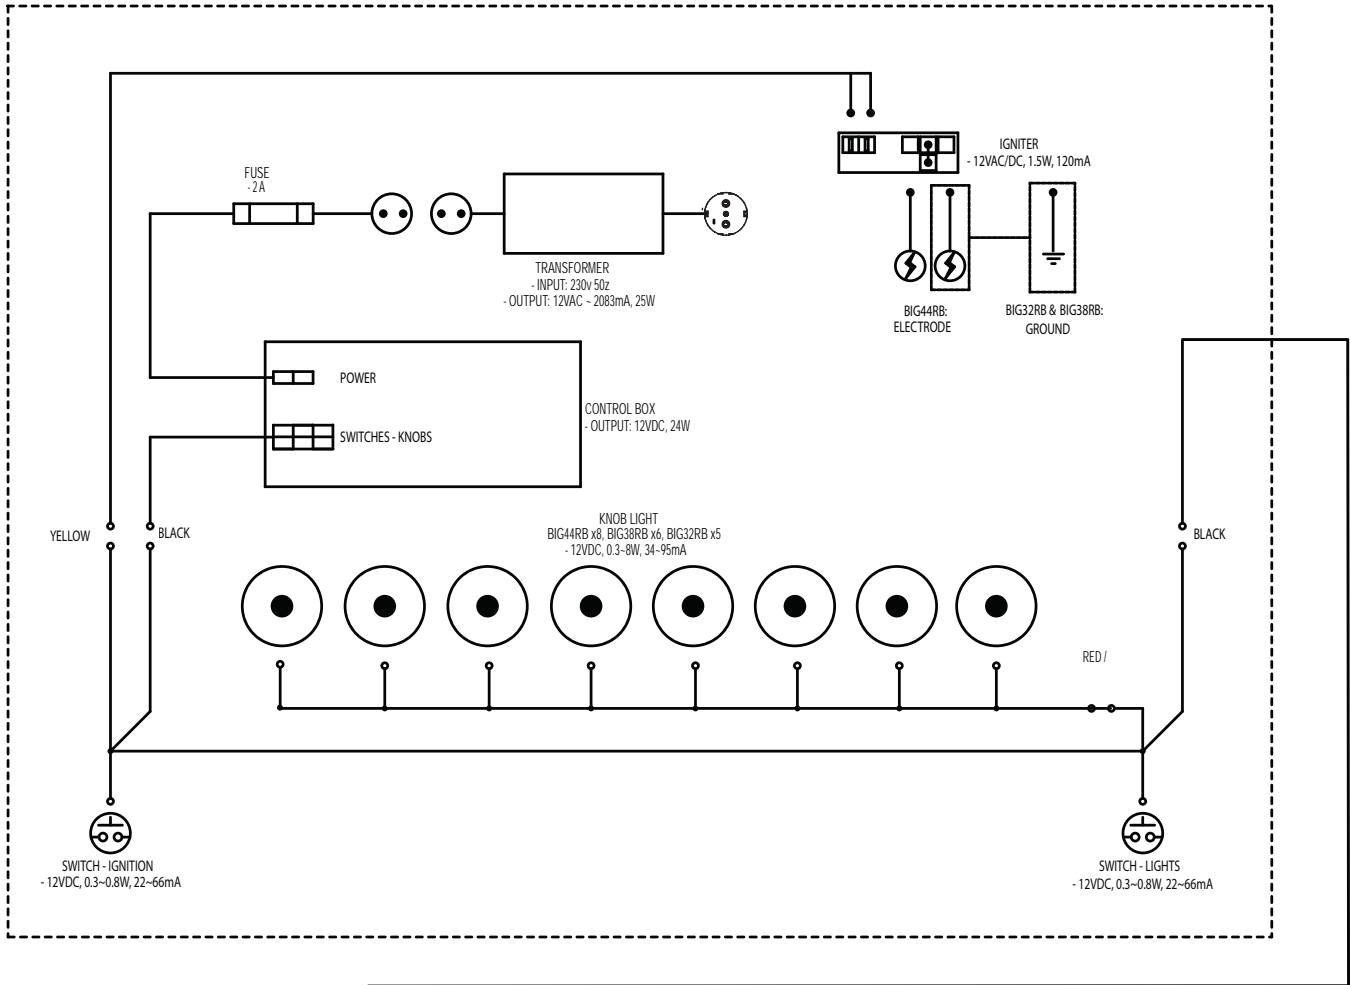 IGNITER
- 12VAC/DC, 1.5W, 120mA
FUSE
- 2 A
TRANSFORMER
- INPUT: 230v 50z
- OUTPUT: 12VAC ~ 2083mA, 25W
BIG44RB:
ELECTRODE
BIG32RB & BIG38RB:
GROUND
POWER
CONTROL BOX
- OUTPUT: 12VDC, 24W
SWITCHES - KNOBS
YELLOW
BLACK
KNOB LIGHT
BIG44RB x8, BIG38RB x6, BIG32RB x5
- 12VDC, 0.3~8W, 34~95mA
BLACK
RED /
SWITCH - IGNITION
- 12VDC, 0.3~0.8W, 22~66mA
SWITCH - LIGHTS
- 12VDC, 0.3~0.8W, 22~66mA